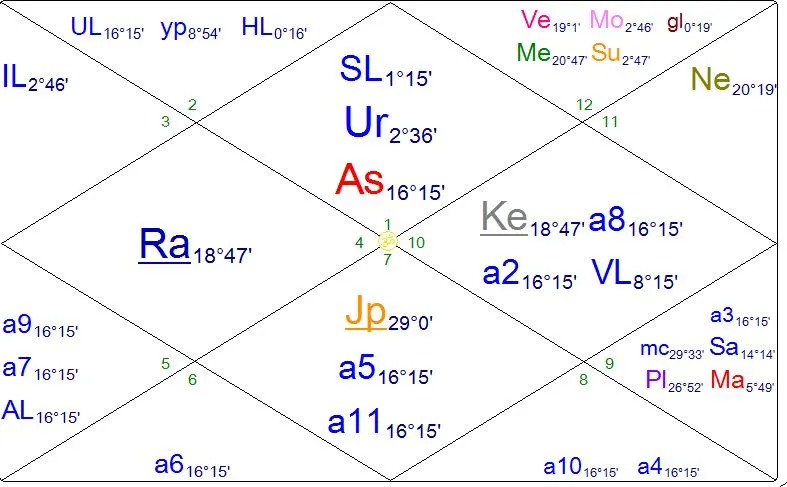 UL16°15' yp8°54' HL0°16'
IL2°46'
2
3
SL1°15'
Ur2°36'
As16°15'
Ve19°1' Mo2°46' gl0°19'
Me20°47' Su2°47'
Ne20°19'
12
11
Ra18°47'
1
4 ॐ 10
7
Ke18°47' a816°15'
a216°15' VL8°15'
a916°15'
a716°15'
AL16°15'
5
6
Jp29°0'
a516°15'
a1116°15'
a316°15'
mc29°33' Sa14°14'
Pl26°52' Ma5°49'
9
8
a616°15'
a1016°15' a416°15'